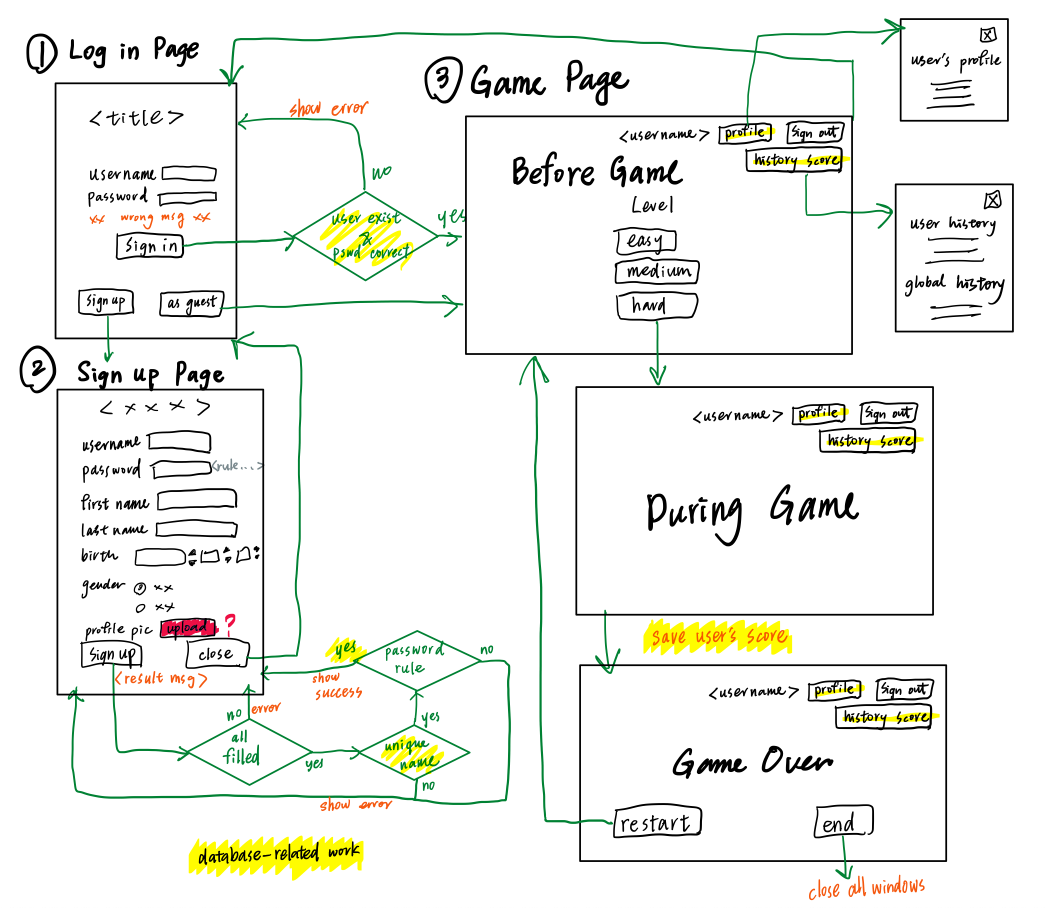 ① Log in Page
<title>
username
password
xx wrong msg xx
Sign in
Sign up
as guest
show error
no
user exist
&
pswd correct
yes
② Sign up Page
< x x x >
username
password <rule...>
first name
last name
birth
gender xx
xx
profile pic upload ?
Sign up
close
<result msg>
no error
all
filled
yes
unique
name
no
yes
password
rule
no
yes
show
success
show error
database-related work
③ Game Page
<username> profile Sign out
history score
Before Game
Level
easy
medium
hard
user's profile
user history
global history
<username> profile Sign out
history score
During Game
save user's score
<username> profile Sign out
history score
Game Over
restart
end
close all windows